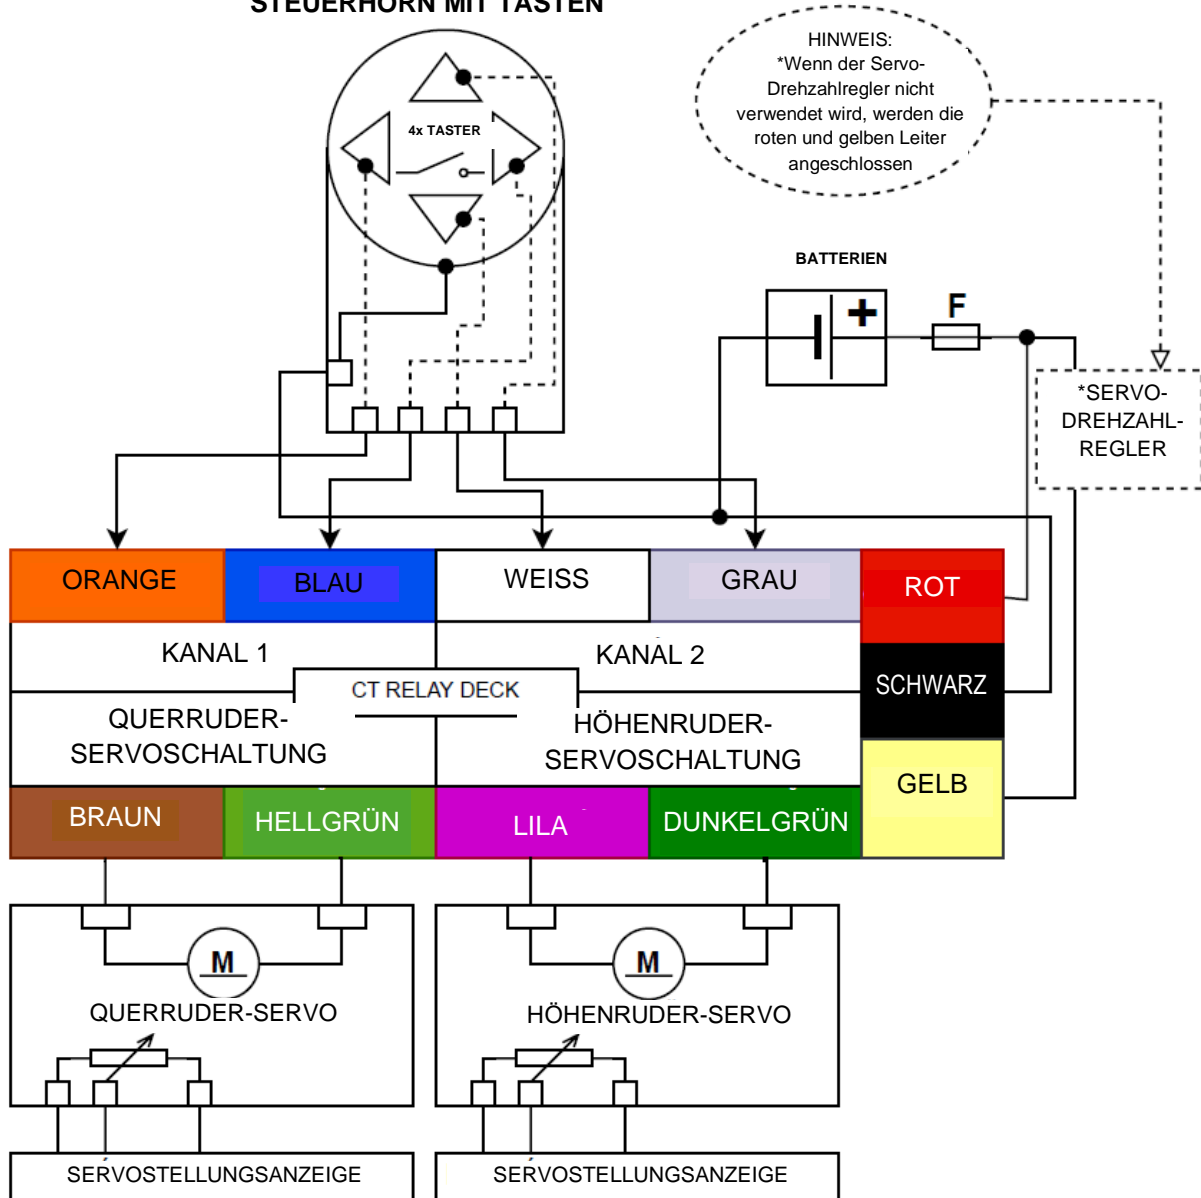 STEUERHORN MIT TASTEN
HINWEIS:
*Wenn der Servo-
Drehzahlregler nicht
verwendet wird, werden die
roten und gelben Leiter
angeschlossen
4x TASTER
BATTERIEN
+
F
*SERVO-
DREHZAHL-
REGLER
ORANGE
BLAU
WEISS
GRAU
ROT
KANAL 1
KANAL 2
SCHWARZ
CT RELAY DECK
QUERRUDER-
SERVOSCHALTUNG
HÖHENRUDER-
SERVOSCHALTUNG
GELB
BRAUN
HELLGRÜN
LILA
DUNKELGRÜN
M
M
QUERRUDER-SERVO
HÖHENRUDER-SERVO
SERVOSTELLUNGSANZEIGE
SERVOSTELLUNGSANZEIGE